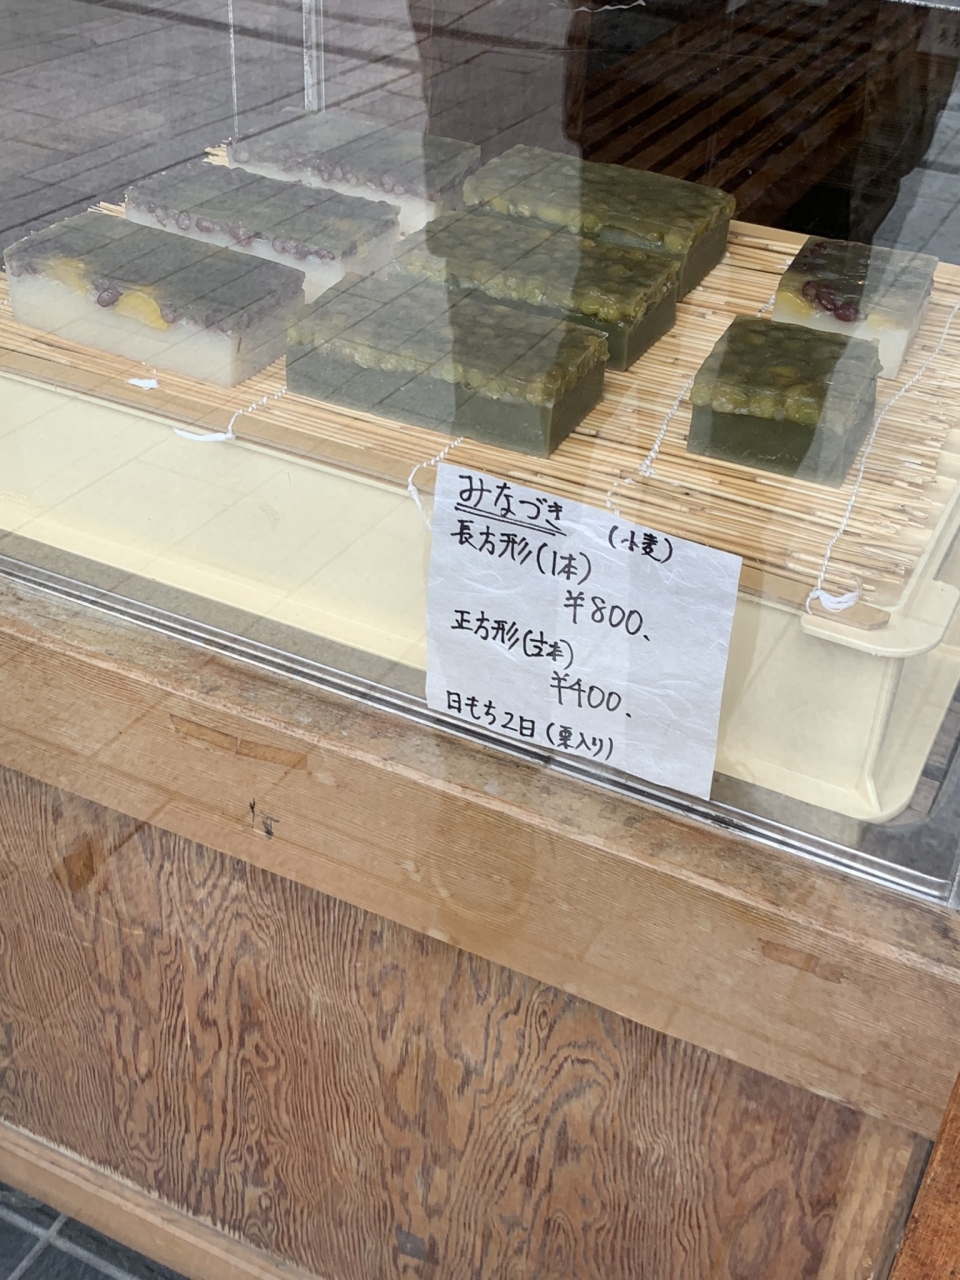 みなづき (小麦)
長方形(1本)
¥800、
正方形(½本)
¥400、
日もち2日(栗入り)